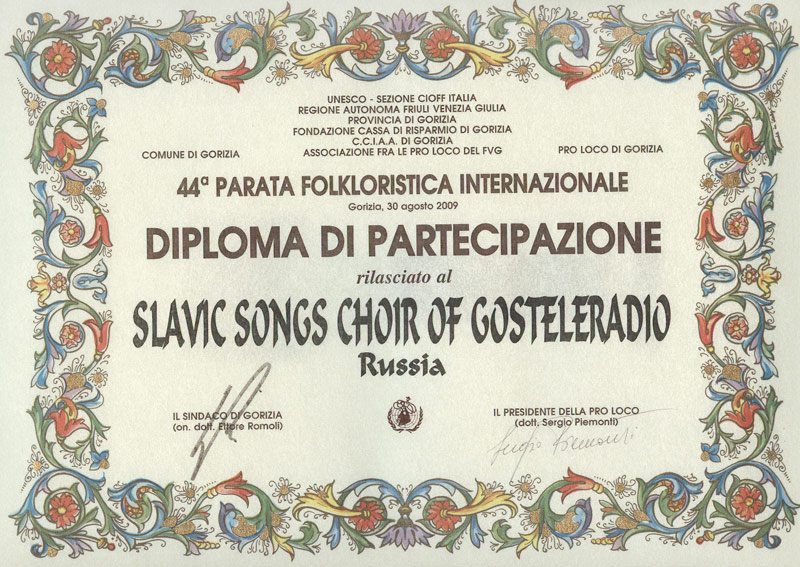 UNESCO - SEZIONE CIOFF ITALIA
REGIONE AUTONOMA FRIULI VENEZIA GIULIA
PROVINCIA DI GORIZIA
FONDAZIONE CASSA DI RISPARMIO DI GORIZIA
C.C.I.A.A. DI GORIZIA
COMUNE DI GORIZIA ASSOCIAZIONE FRA LE PRO LOCO DEL FVG PRO LOCO DI GORIZIA
44ª PARATA FOLKLORISTICA INTERNAZIONALE
Gorizia, 30 agosto 2009
DIPLOMA DI PARTECIPAZIONE
rilasciato al
SLAVIC SONGS CHOIR OF GOSTELERADIO
Russia
IL SINDACO DI GORIZIA
(on. dott. Ettore Romoli)
IL PRESIDENTE DELLA PRO LOCO
(dott. Sergio Piemonti)
Sergio Piemonti